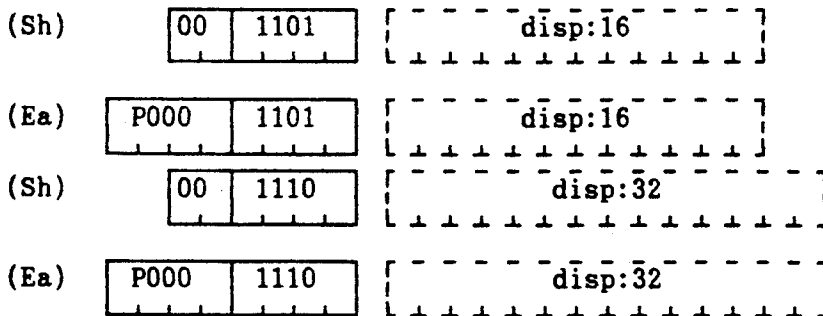 (Sh) 00 1101 disp:16
(Ea) P000 1101 disp:16
(Sh) 00 1110 disp:32
(Ea) P000 1110 disp:32